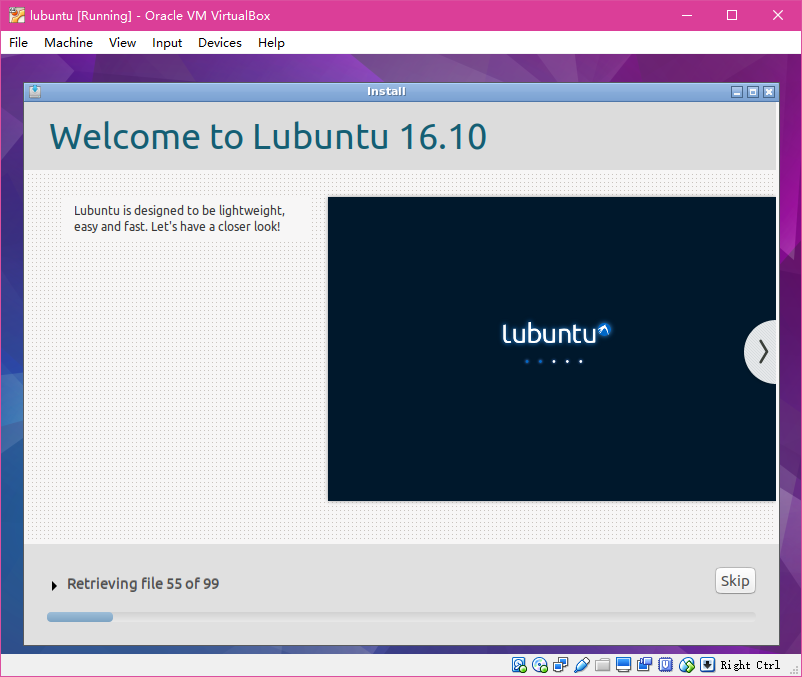 lubuntu [Running] - Oracle VM VirtualBox
File Machine View Input Devices Help
Install
Welcome to Lubuntu 16.10
Lubuntu is designed to be lightweight,
easy and fast. Let's have a closer look!
lubuntu
Retrieving file 55 of 99
Skip
Right Ctrl